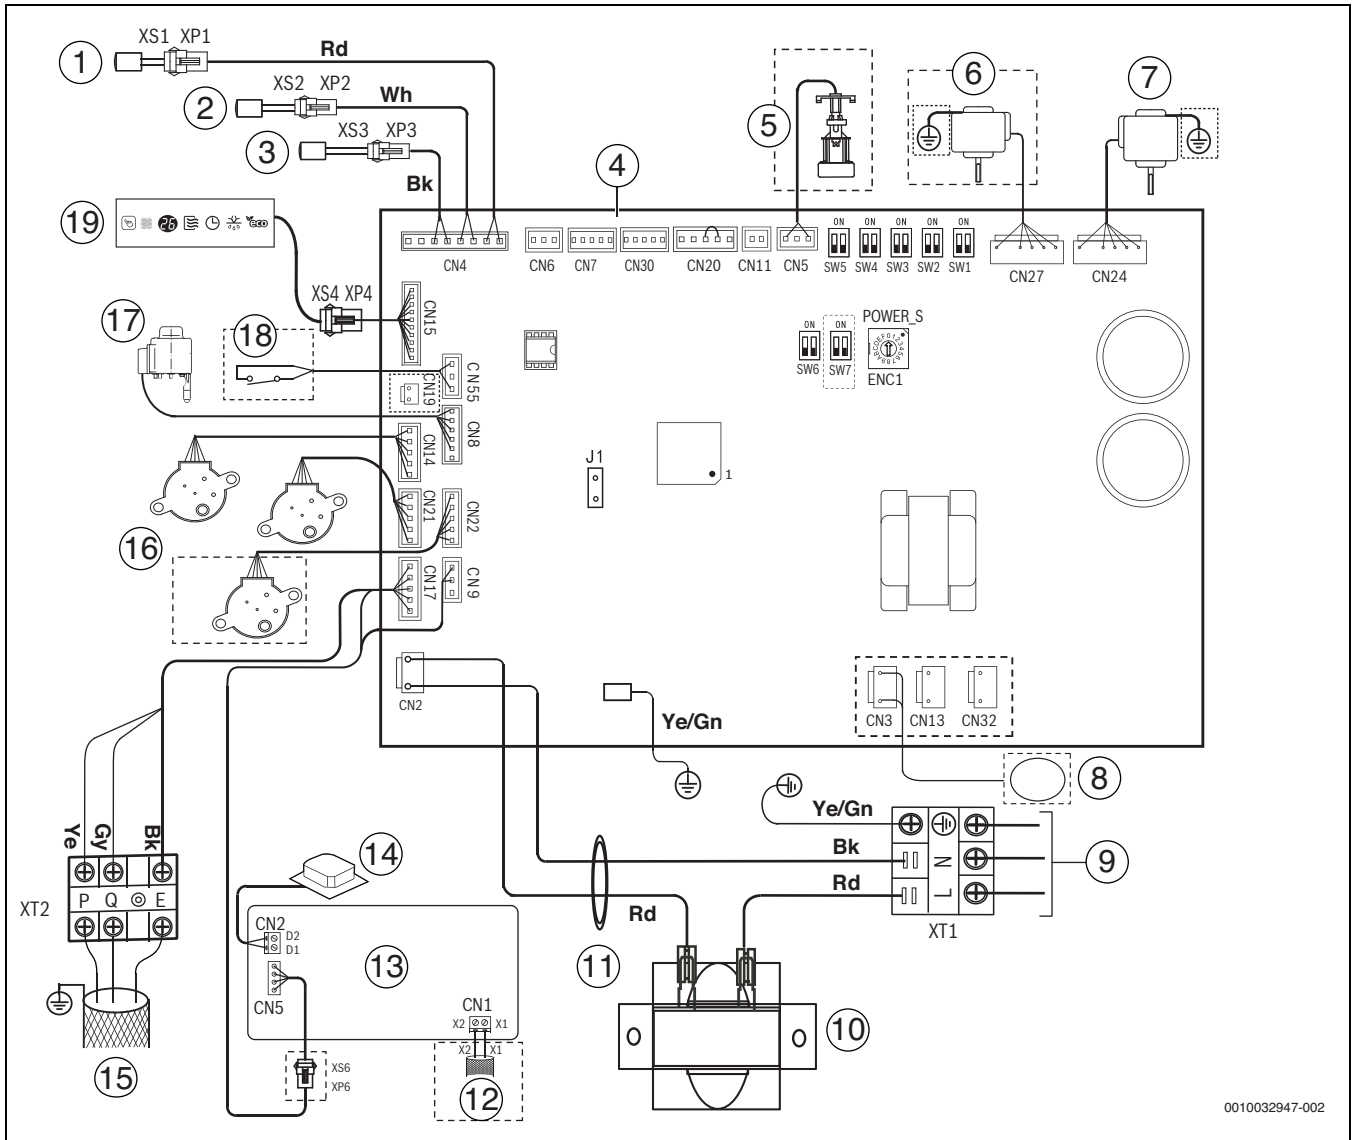 1
XS1 XP1
Rd
2
XS2 XP2
Wh
3
XS3 XP3
Bk
4
5
6
7
19
26
eco
CN4
CN6
CN7
CN30
CN20
CN11
CN5
ON
SW5
ON
SW4
ON
SW3
ON
SW2
ON
SW1
CN27
CN24
XS4 XP4
CN15
17
18
CN55
CN19
CN8
CN14
ON
SW6
ON
SW7
POWER_S
0123456789ABCDEF
ENC1
J1
1
CN21
CN22
16
CN17
CN9
CN2
Ye/Gn
CN3
CN13
CN32
8
Ye
Gy
Bk
XT2
P Q E
15
14
CN2
D2
D1
CN5
13
CN1
X2 X1
X2 X1
12
XS6
XP6
11
Rd
10
Ye/Gn
Bk
Rd
N
L
XT1
9
0010032947-002